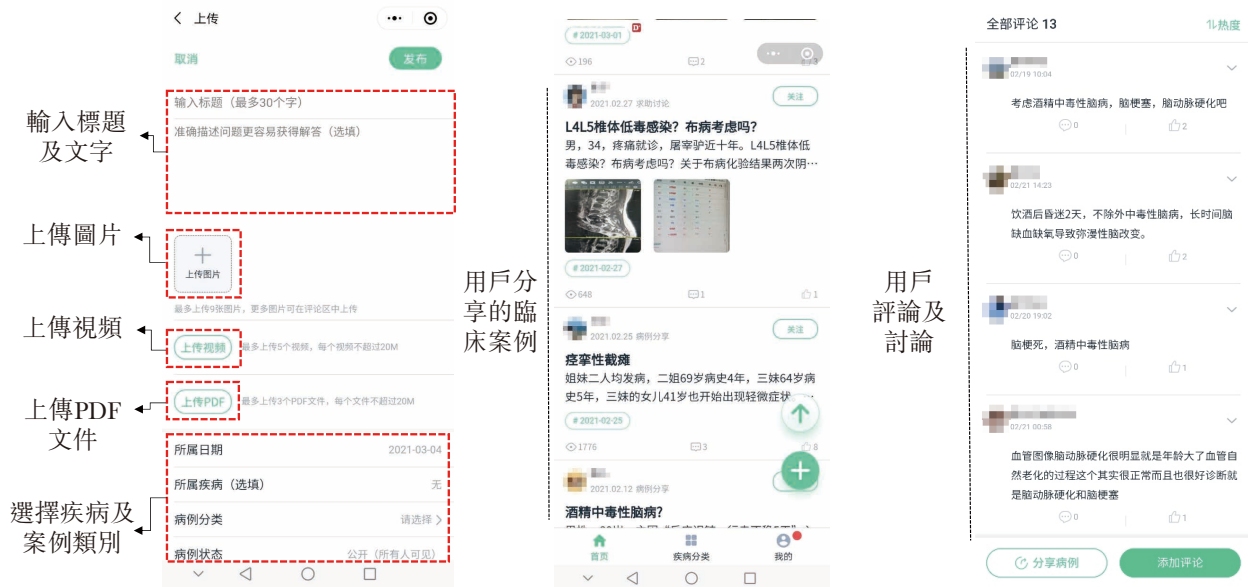 上传
取消
发布
输入标题（最多30个字）
准确描述问题更容易获得解答（选填）
輸入標題
及文字
上傳圖片
上传图片
最多上传9张图片，更多图片可在评论区中上传
上傳視頻
上传视频
最多上传5个视频，每个视频不超过20M
上傳PDF
文件
上传PDF
最多上传3个PDF文件，每个文件不超过20M
選擇疾病及
案例類別
所属日期
2021-03-04
所属疾病（选填）
无
病例分类
请选择
病例状态
公开（所有人可见）
用戶分
享的臨
床案例
# 2021-03-01
196
2
3
2021.02.27 求助讨论
关注
L4L5椎体低毒感染？布病考虑吗？
男，34，疼痛就诊，屠宰驴近十年。L4L5椎体低
毒感染？布病考虑吗？关于布病化验结果两次阴…
# 2021-02-27
648
1
1
2021.02.25 病例分享
关注
痉挛性截瘫
姐妹二人均发病，二姐69岁病史4年，三妹64岁病
史5年，三妹的女儿41岁也开始出现轻微症状。…
# 2021-02-25
1776
3
8
2021.02.12 病例分享
酒精中毒性脑病？
首页
疾病分类
我的
用戶
評論及
討論
全部评论 13
热度
02/19 10:04
考虑酒精中毒性脑病，脑梗塞，脑动脉硬化吧
0
2
02/21 14:23
饮酒后昏迷2天，不除外中毒性脑病，长时间脑
缺血缺氧导致弥漫性脑改变。
0
2
02/20 19:02
脑梗死，酒精中毒性脑病
0
1
02/21 00:58
血管图像脑动脉硬化很明显就是年龄大了血管自
然老化的过程这个其实很正常而且也很好诊断就
是脑动脉硬化和脑梗塞
0
1
分享病例
添加评论